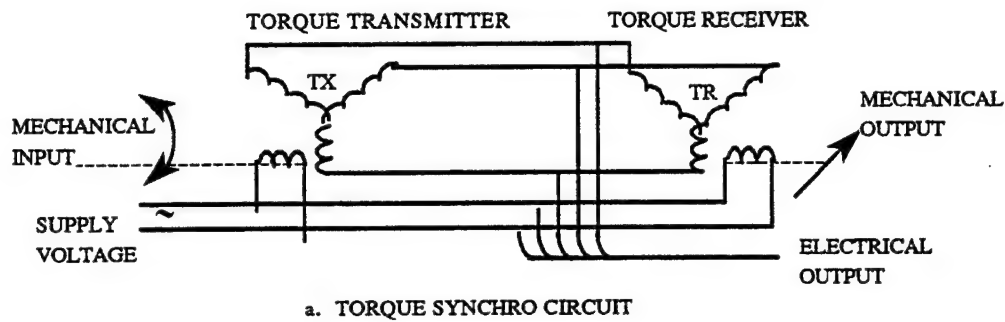 TORQUE TRANSMITTER
TORQUE RECEIVER
TX
TR
MECHANICAL
INPUT
MECHANICAL
OUTPUT
~
SUPPLY
VOLTAGE
ELECTRICAL
OUTPUT
a. TORQUE SYNCHRO CIRCUIT